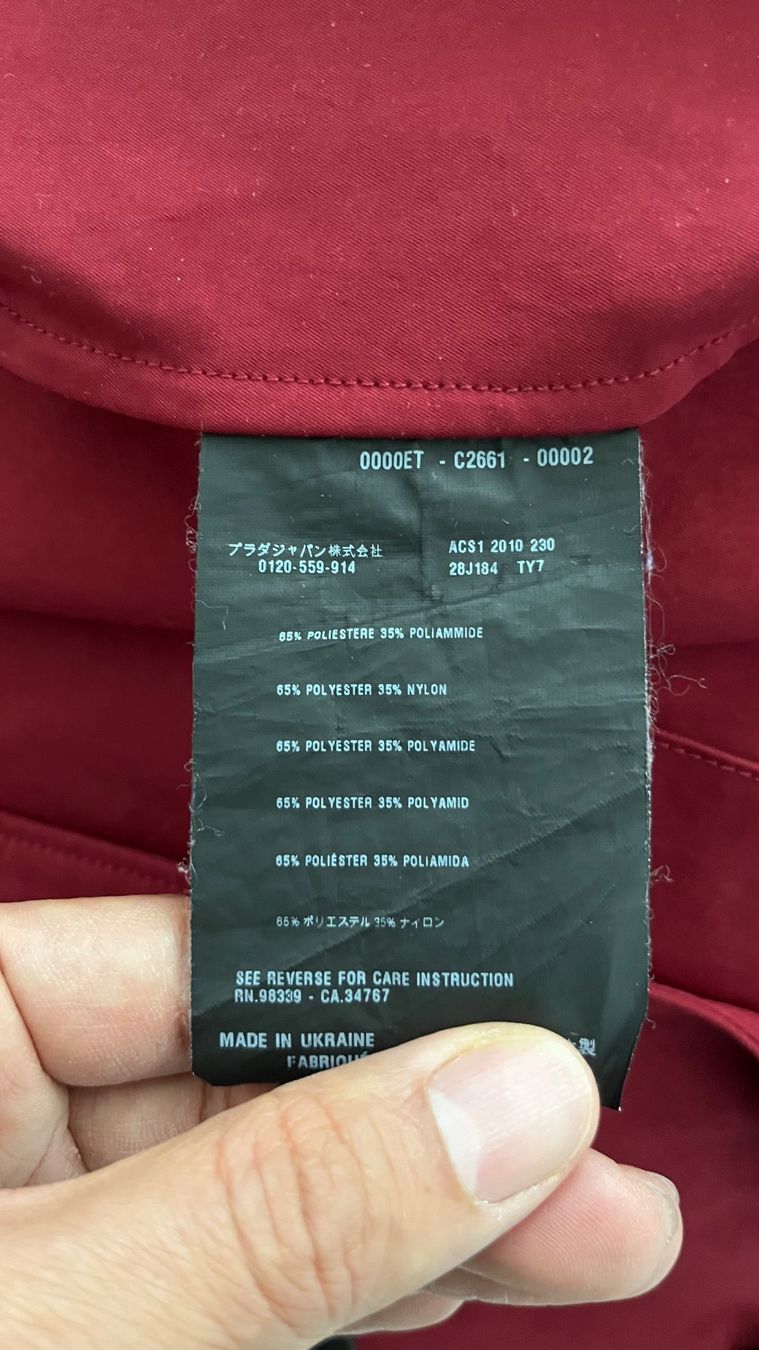 0000ET - C2661 - 00002
プラダジャパン株式会社
0120-559-914
ACS1 2010 230
28J184 TY7
65% POLIESTERE 35% POLIAMMIDE
65% POLYESTER 35% NYLON
65% POLYESTER 35% POLYAMIDE
65% POLYESTER 35% POLYAMID
65% POLIÉSTER 35% POLIAMIDA
65% ポリエステル 35% ナイロン
SEE REVERSE FOR CARE INSTRUCTION
RN.98339 - CA.34767
MADE IN UKRAINE
製